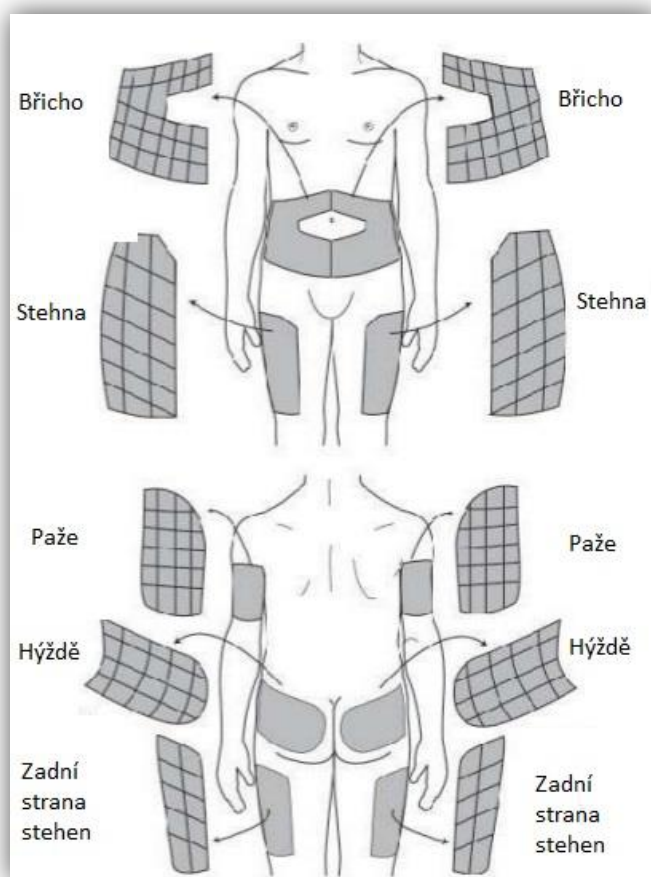 Břicho
Břicho
Stehna
Stehna
Paže
Paže
Hýždě
Hýždě
Zadní
strana
stehen
Zadní
strana
stehen